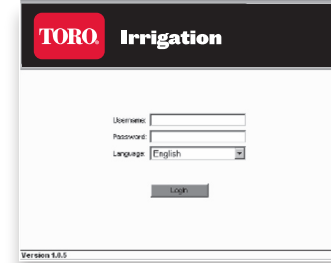 TORO. Irrigation
Username:
Password:
Language: English
Login
Version 1.0.5